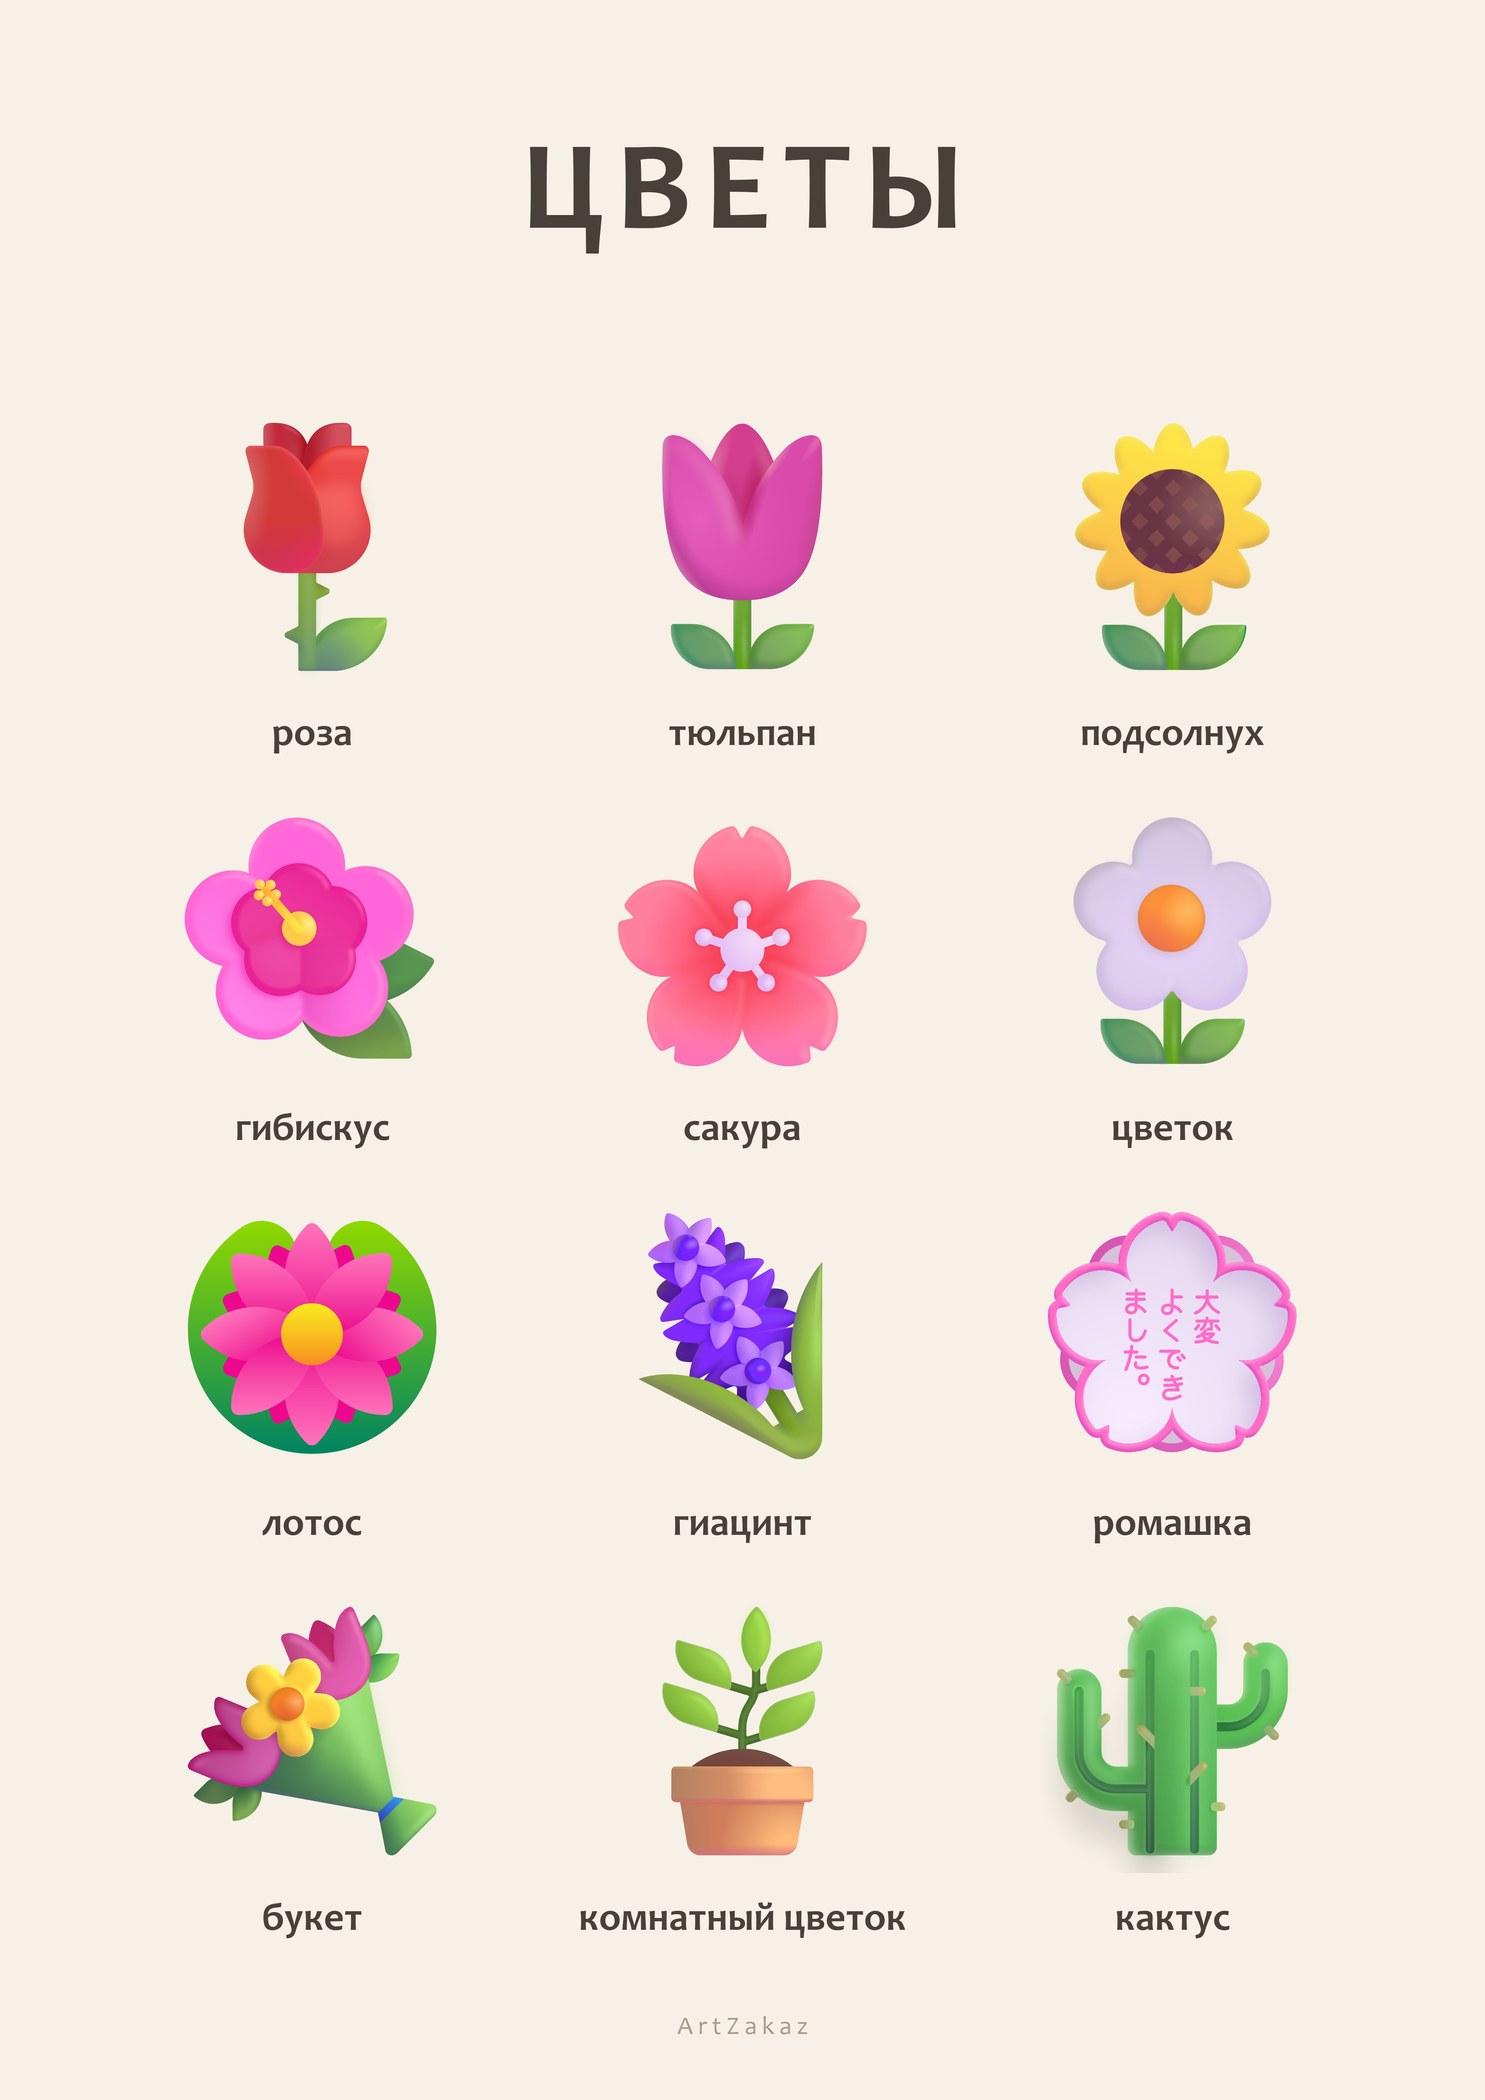 ЦВЕТЫ
роза
тюльпан
подсолнух
гибискус
сакура
цветок
лотос
гиацинт
大変
よくでき
ました。
ромашка
букет
комнатный цветок
кактус
ArtZakaz